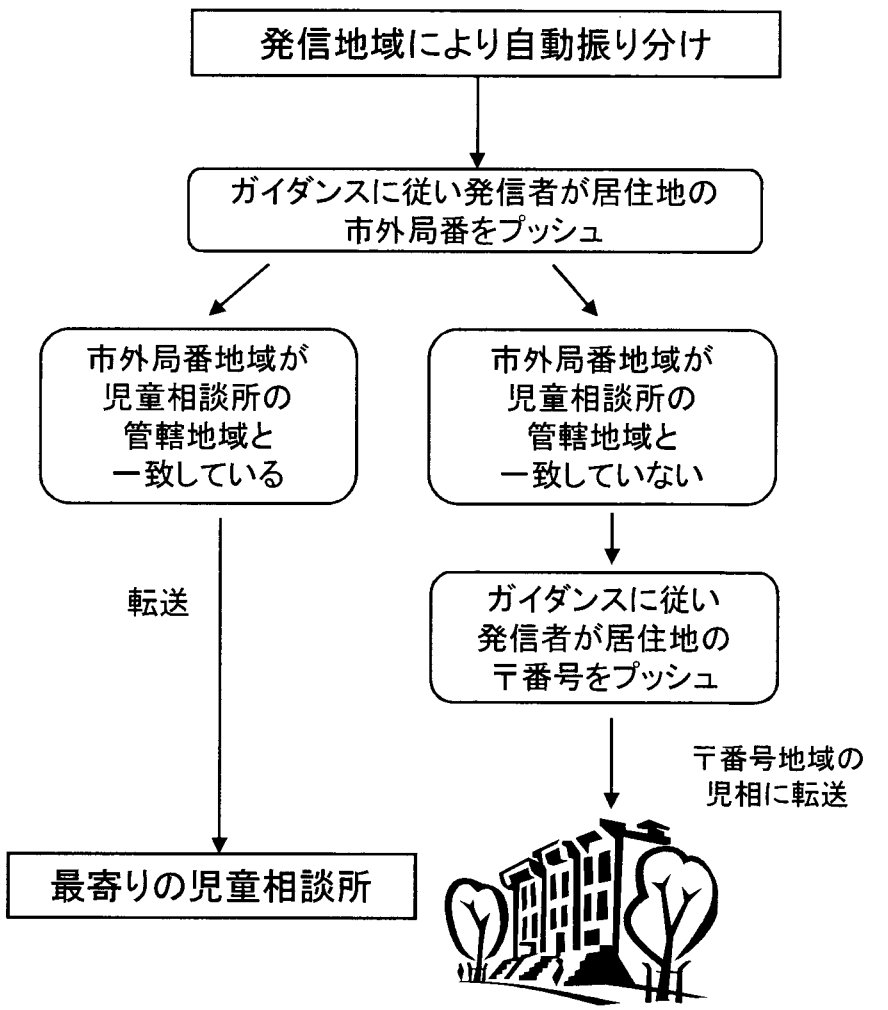 発信地域により自動振り分け
ガイダンスに従い発信者が居住地の
市外局番をプッシュ
市外局番地域が
児童相談所の
管轄地域と
一致している
市外局番地域が
児童相談所の
管轄地域と
一致していない
転送
ガイダンスに従い
発信者が居住地の
〒番号をプッシュ
〒番号地域の
児相に転送
最寄りの児童相談所